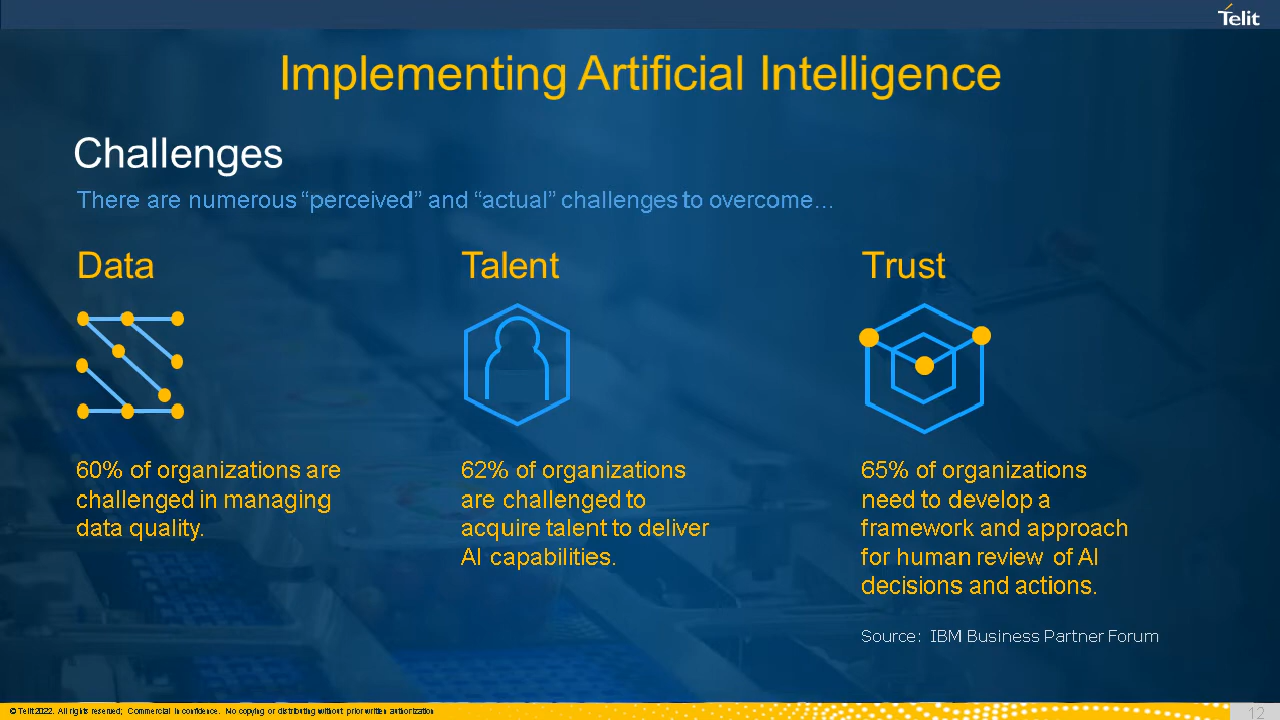 Telit
Implementing Artificial Intelligence
Challenges
There are numerous “perceived” and “actual” challenges to overcome…
Data
Talent
Trust
60% of organizations are
challenged in managing
data quality.
62% of organizations
are challenged to
acquire talent to deliver
AI capabilities.
65% of organizations
need to develop a
framework and approach
for human review of AI
decisions and actions.
Source: IBM Business Partner Forum
© Telit 2022. All rights reserved; Commercial in confidence. No copying or distributing without prior written authorization
12